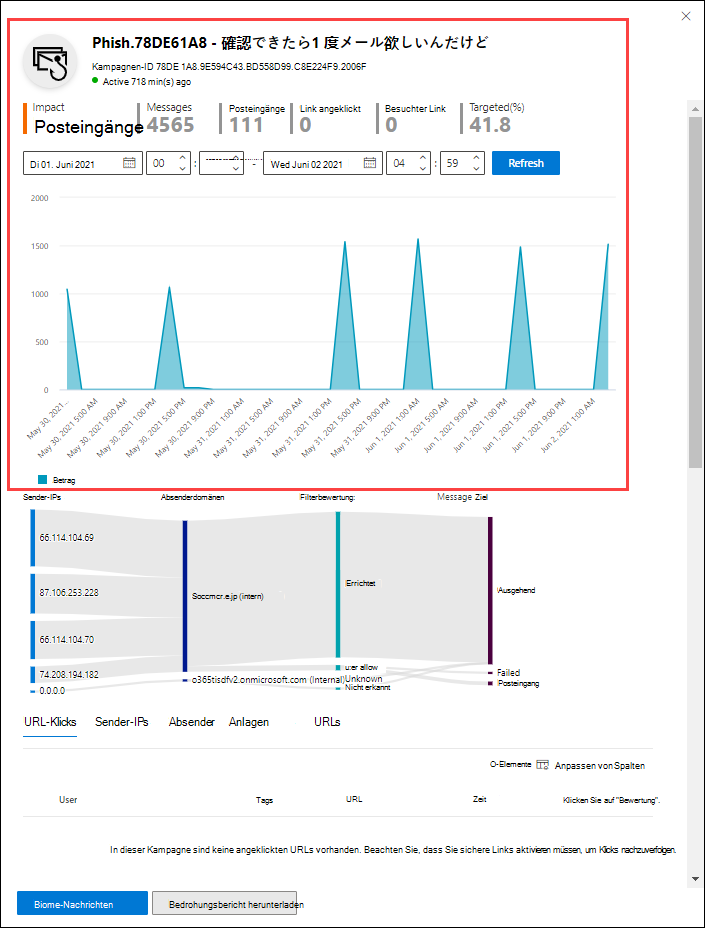 Phish.78DE61A8 - 確認できたら1 度メール欲しいんだけど
Kampagnen-ID 78DE 1A8.9E594C43.BD558D99.C8E224F9.2006F
Active 718 min(s) ago
Impact
Posteingänge
Messages
4565
Posteingänge
111
Link angeklickt
0
Besuchter Link
0
Targeted(%)
41.8
Di 01. Juni 2021 00 : - Wed Juni 02 2021 04 : 59 Refresh
2000
1500
1000
500
0
May 30, 2021...
May 30, 2021 5:00 AM
May 30, 2021 9:00 AM
May 30, 2021 1:00 PM
May 30, 2021 5:00 PM
May 30, 2021 9:00 PM
May 31, 2021 1:00 AM
May 31, 2021 5:00 AM
May 31, 2021 9:00 AM
May 31, 2021 1:00 PM
May 31, 2021 5:00 PM
May 31, 2021 9:00 PM
Jun 1, 2021 1:00 AM
Jun 1, 2021 5:00 AM
Jun 1, 2021 9:00 AM
Jun 1, 2021 1:00 PM
Jun 1, 2021 5:00 PM
Jun 1, 2021 9:00 PM
Jun 2, 2021 1:00 AM
Betrag
Sender-IPs Absenderdomänen Filterbewertung: Message Ziel
66.114.104.69
87.106.253.228
66.114.104.70
74.208.194.182
0.0.0.0
Soccmcr.e.jp (intern)
o365tisdfv2.onmicrosoft.com (Internal)
Errichtet
u:er allow
Unknown
Nicht erkannt
Ausgehend
Failed
Posteingang
URL-Klicks Sender-IPs Absender Anlagen URLs
O-Elemente Anpassen von Spalten
User Tags URL Zeit Klicken Sie auf "Bewertung".
In dieser Kampagne sind keine angeklickten URLs vorhanden. Beachten Sie, dass Sie sichere Links aktivieren müssen, um Klicks nachzuverfolgen.
Biome-Nachrichten Bedrohungsbericht herunterladen